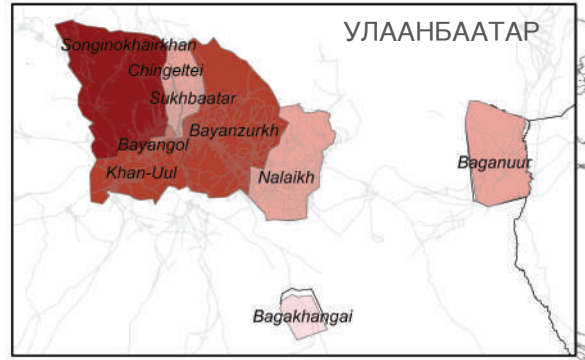 УЛААНБААТАР
Songinokhairkhan
Chingeltei
Sukhbaatar
Bayanzurkh
Bayangol
Khan-Uul
Nalaikh
Baganuur
Bagakhangai